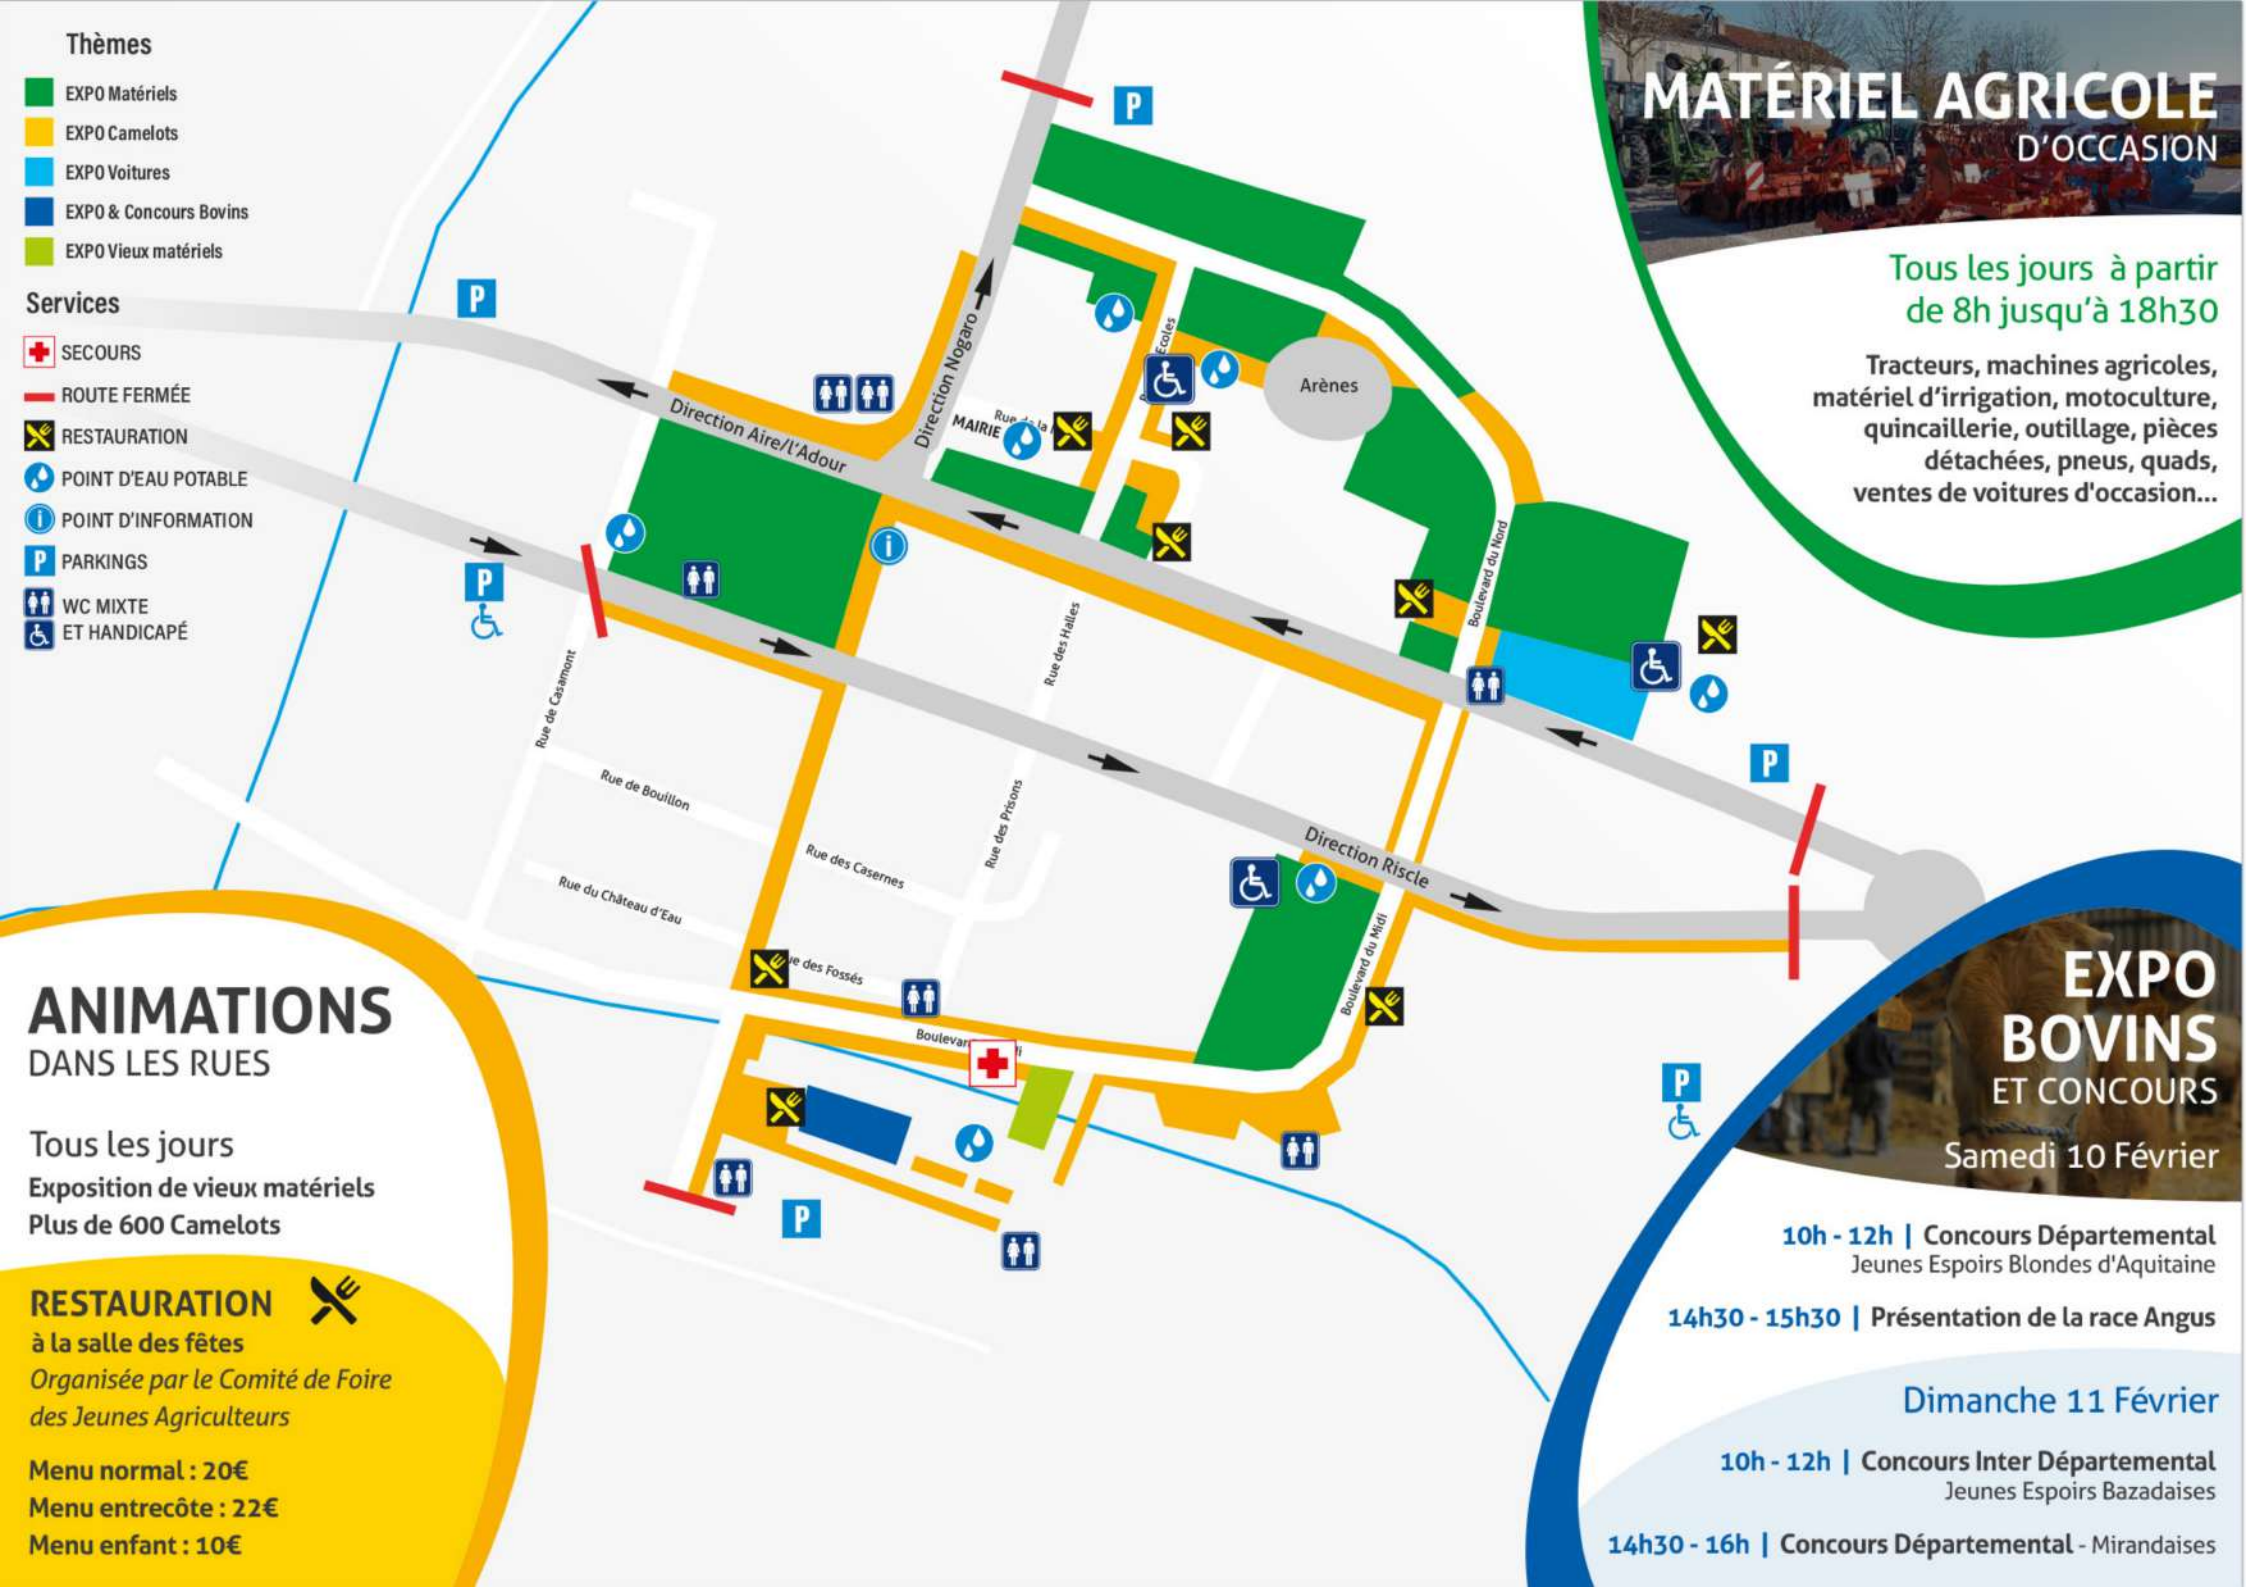 Thèmes
EXPO Matériels
EXPO Camelots
EXPO Voitures
EXPO & Concours Bovins
EXPO Vieux matériels
Services
SECOURS
ROUTE FERMÉE
RESTAURATION
POINT D'EAU POTABLE
i POINT D'INFORMATION
P PARKINGS
WC MIXTE
ET HANDICAPÉ
P
P
P
P
P
P
i
Direction Nogaro
Direction Aire/l'Adour
MAIRIE
Rue de la
Ecoles
Arènes
Boulevard du Nord
Rue des Halles
Rue de Casamont
Rue de Bouillon
Rue des Prisons
Rue des Casernes
Rue du Château d'Eau
Direction Riscle
Boulevard du Midi
ue des Fossés
Boulevar
MATÉRIEL AGRICOLE
D'OCCASION
Tous les jours à partir
de 8h jusqu'à 18h30
Tracteurs, machines agricoles,
matériel d'irrigation, motoculture,
quincaillerie, outillage, pièces
détachées, pneus, quads,
ventes de voitures d'occasion...
ANIMATIONS
DANS LES RUES
Tous les jours
Exposition de vieux matériels
Plus de 600 Camelots
RESTAURATION
à la salle des fêtes
Organisée par le Comité de Foire
des Jeunes Agriculteurs
Menu normal : 20€
Menu entrecôte : 22€
Menu enfant : 10€
EXPO
BOVINS
ET CONCOURS
Samedi 10 Février
10h - 12h | Concours Départemental
Jeunes Espoirs Blondes d'Aquitaine
14h30 - 15h30 | Présentation de la race Angus
Dimanche 11 Février
10h - 12h | Concours Inter Départemental
Jeunes Espoirs Bazadaises
14h30 - 16h | Concours Départemental - Mirandaises